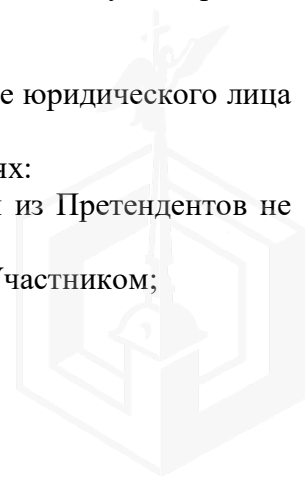 е юридического лица
ях:
и из Претендентов не
Участником;